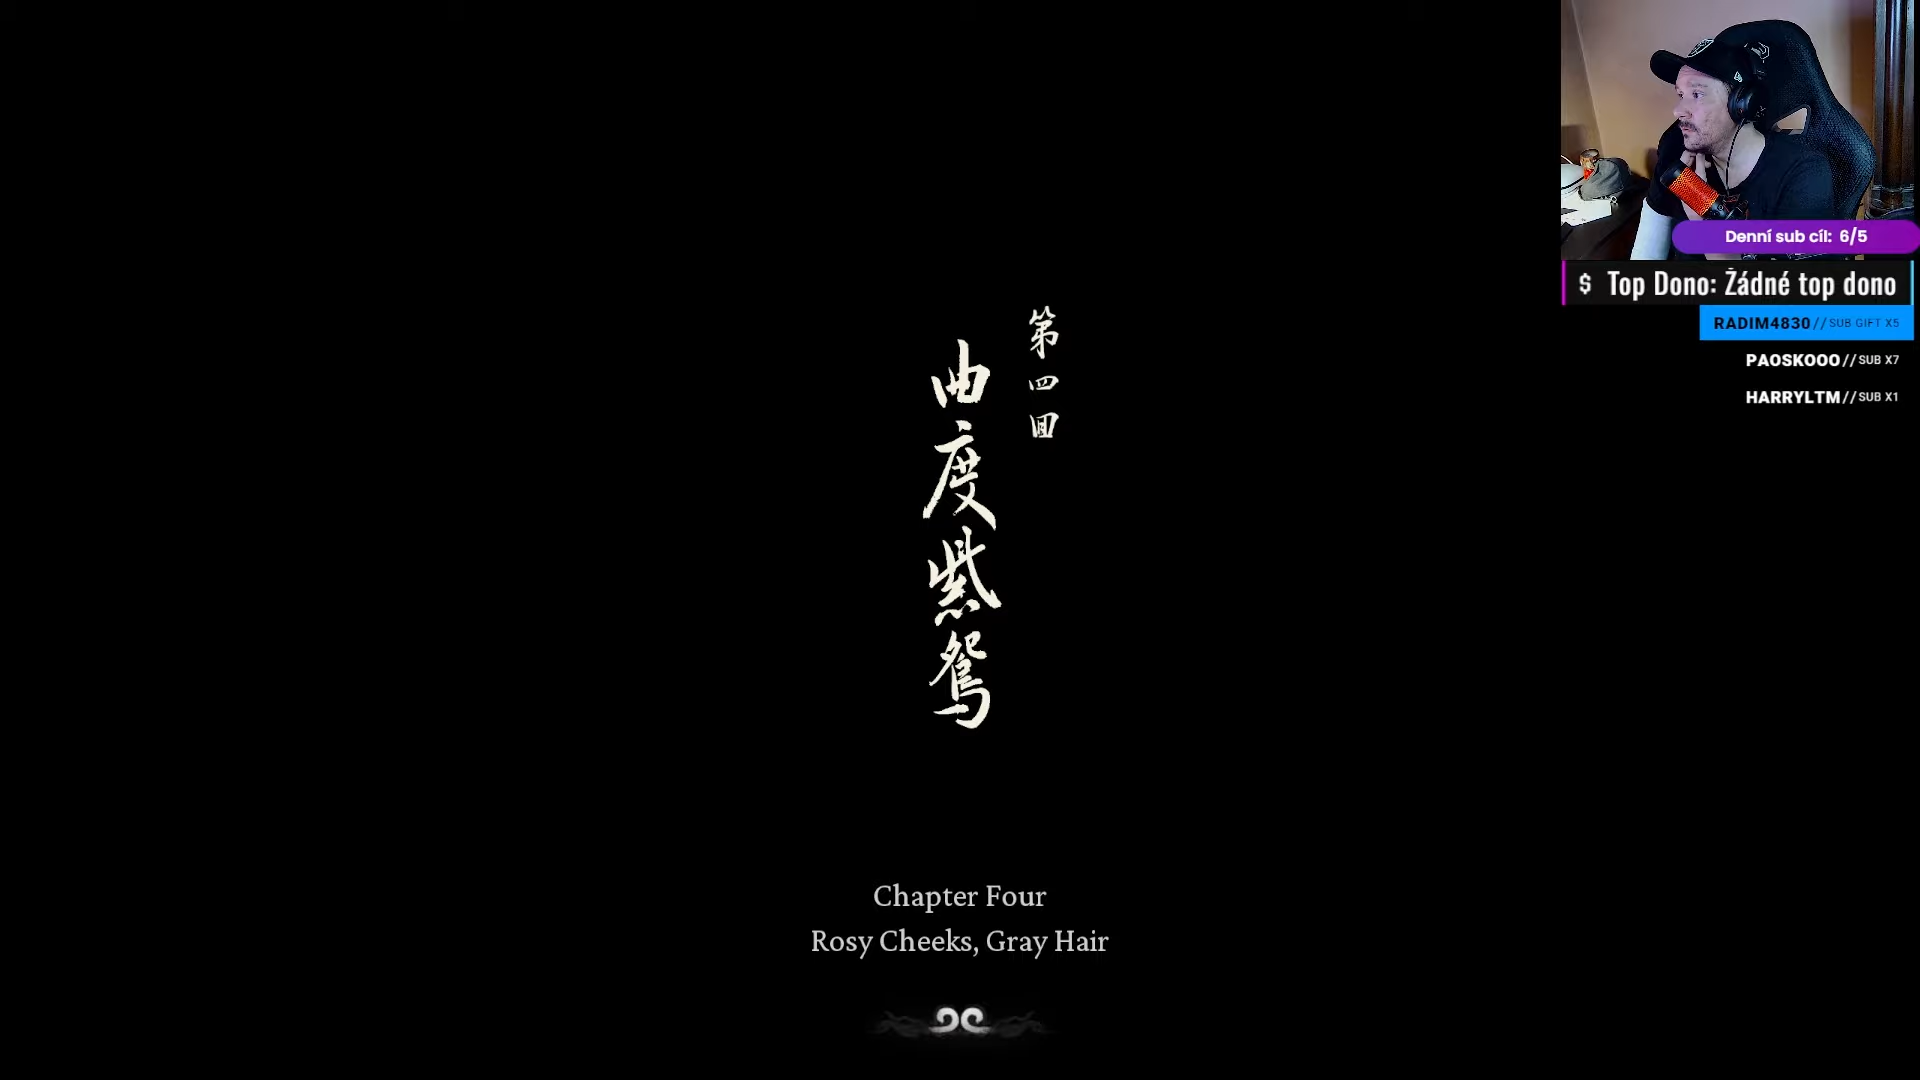 第四回
曲度紫鴛
Chapter Four
Rosy Cheeks, Gray Hair
Denní sub cíl: 6/5
$ Top Dono: Žádné top dono
RADIM4830//SUB GIFT X5
PAOSKOOO//SUB X7
HARRYLTM//SUB X1